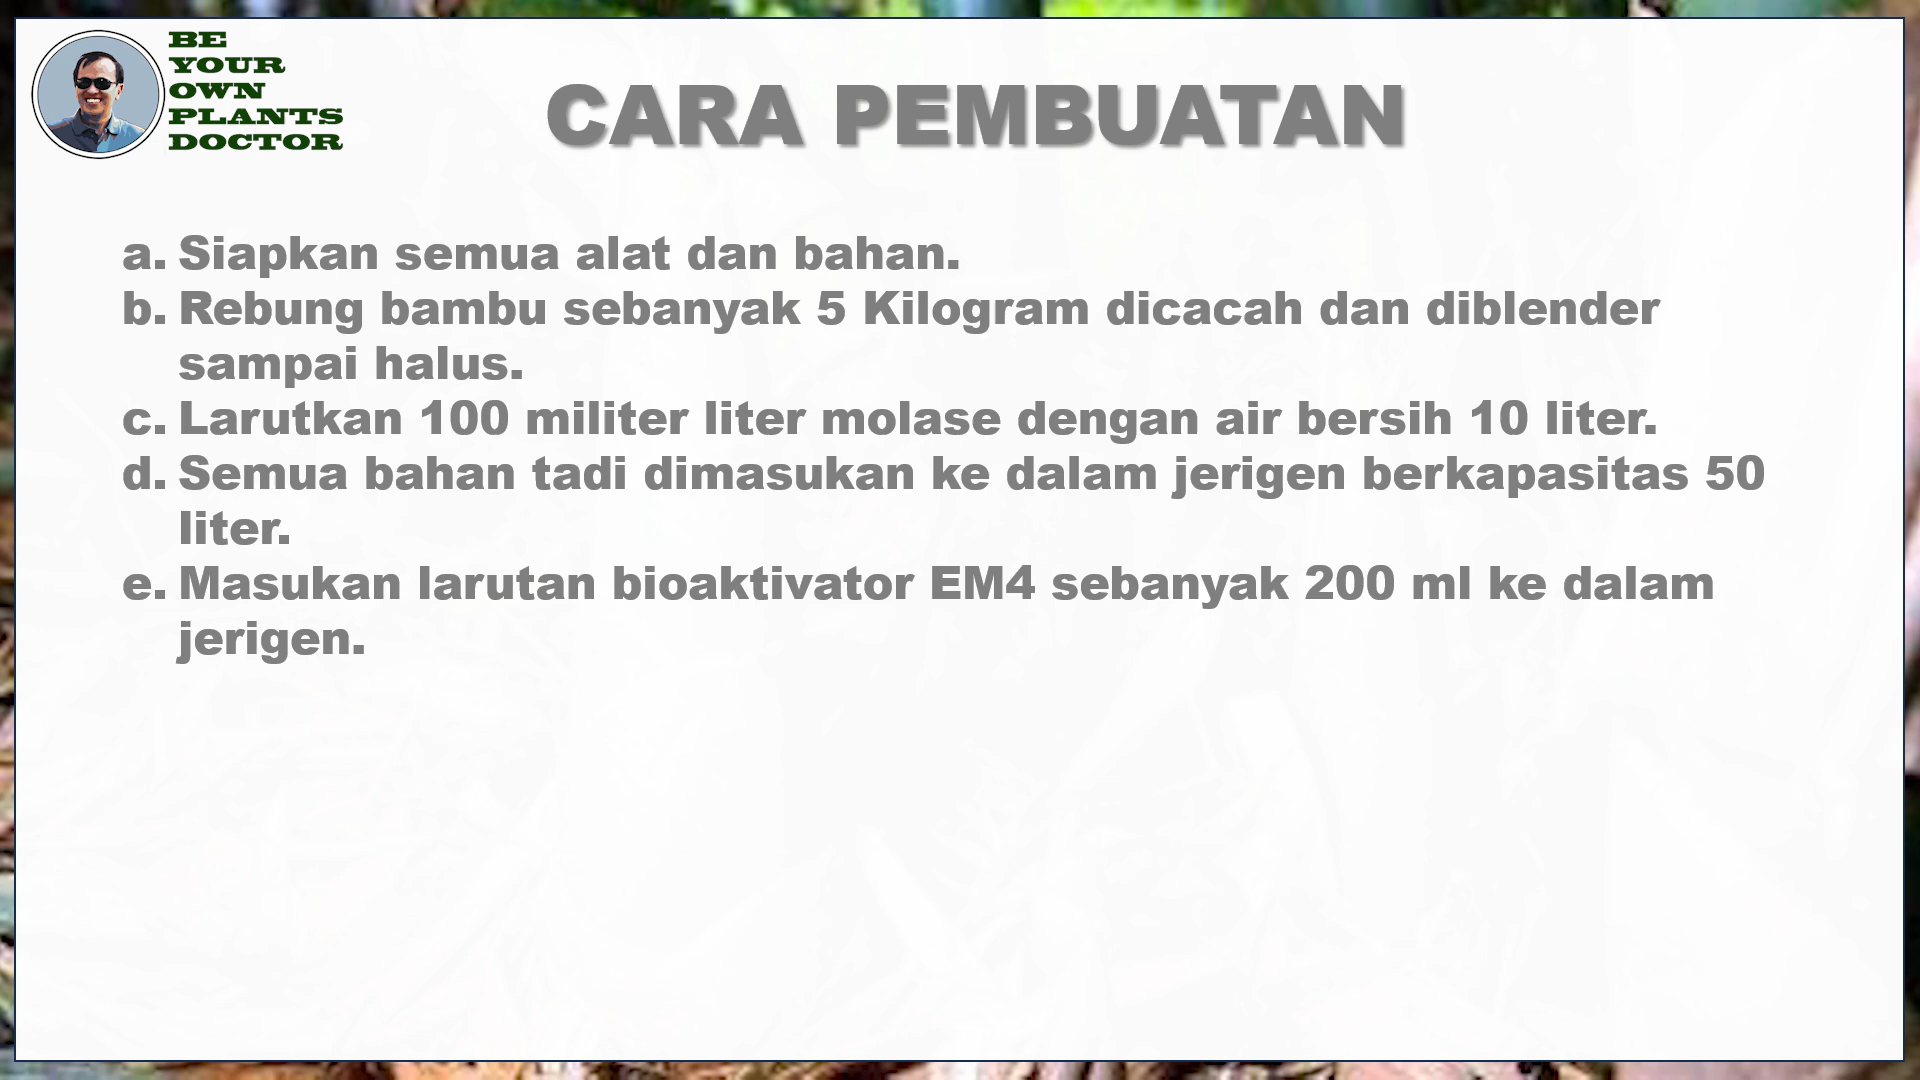 BE
YOUR
OWN
PLANTS
DOCTOR
CARA PEMBUATAN
a. Siapkan semua alat dan bahan.
b. Rebung bambu sebanyak 5 Kilogram dicacah dan diblender
sampai halus.
c. Larutkan 100 militer liter molase dengan air bersih 10 liter.
d. Semua bahan tadi dimasukan ke dalam jerigen berkapasitas 50
liter.
e. Masukan larutan bioaktivator EM4 sebanyak 200 ml ke dalam
jerigen.